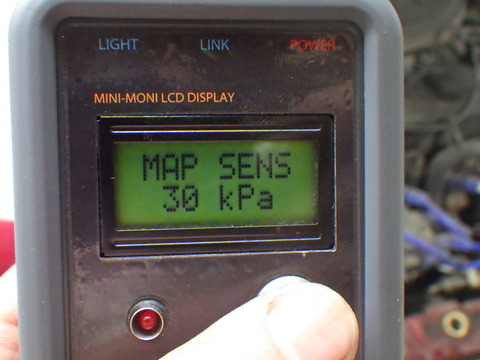 LIGHT LINK POWER
MINI-MONI LCD DISPLAY
MAP SENS
30 kPa